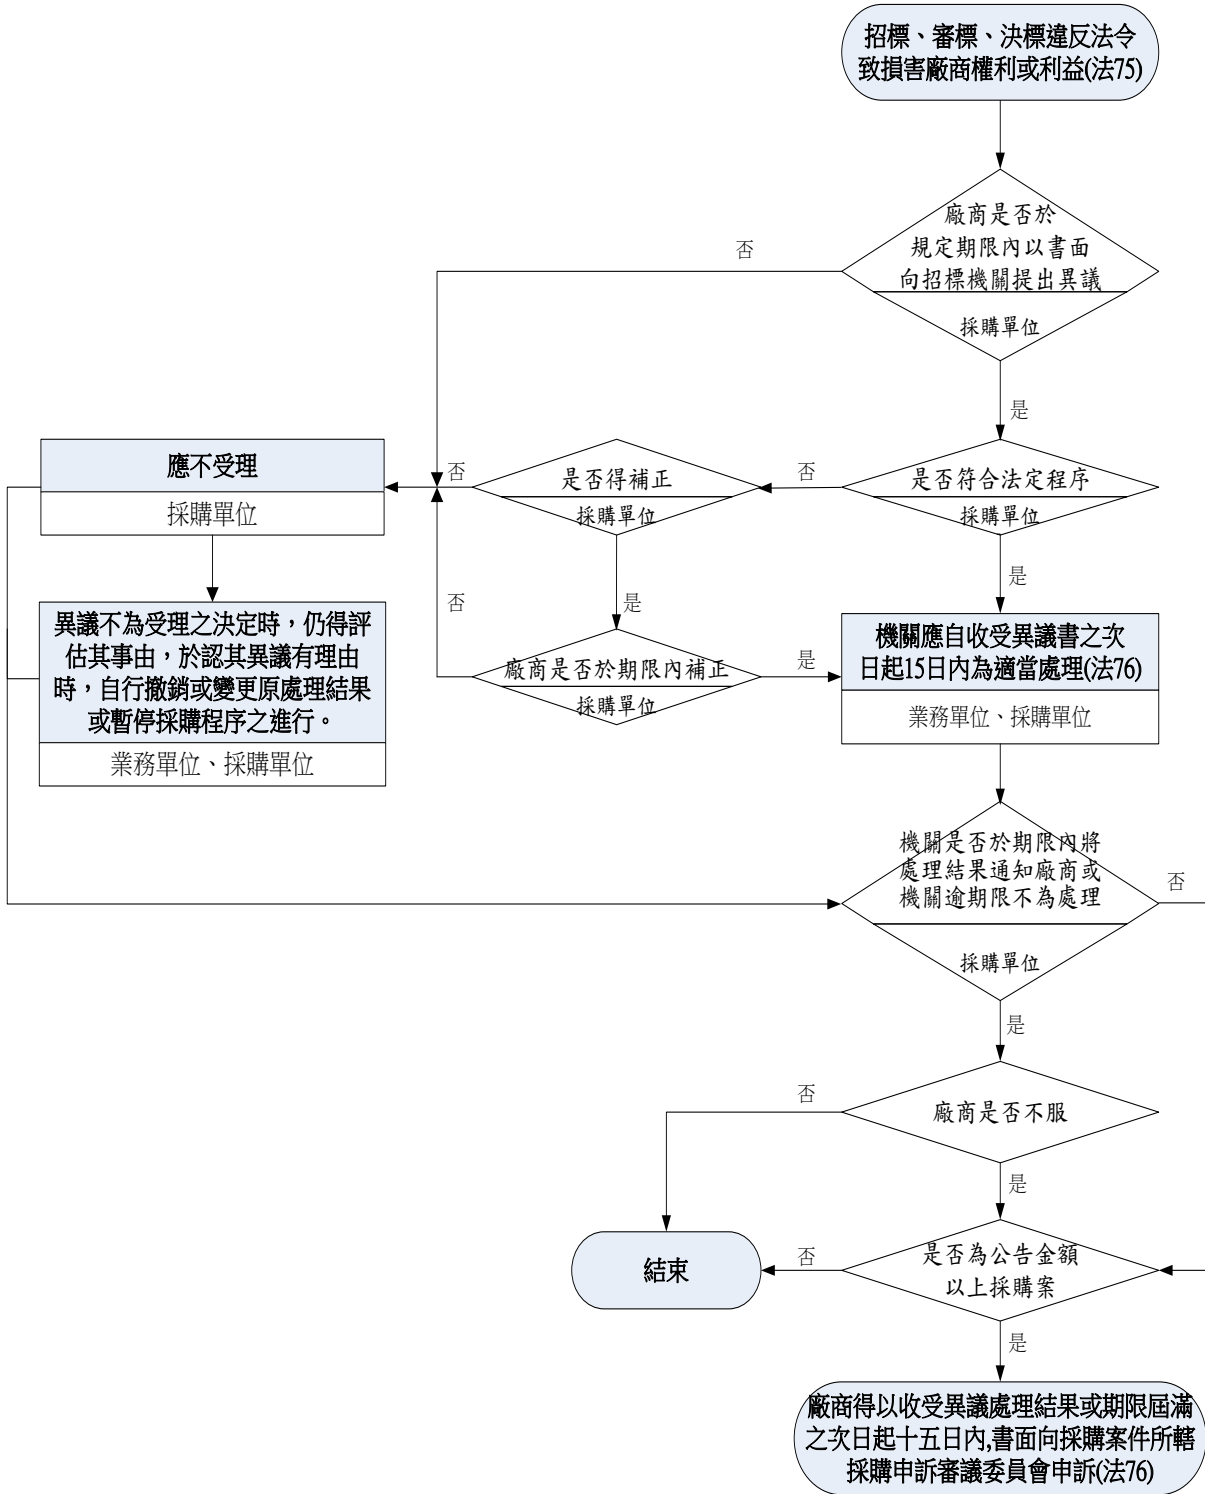 招標、審標、決標違反法令
致損害廠商權利或利益(法75)
廠商是否於
規定期限內以書面
向招標機關提出異議
採購單位
否
是
是否符合法定程序
採購單位
否
是否得補正
採購單位
否
應不受理
採購單位
是
是
異議不為受理之決定時，仍得評
估其事由，於認其異議有理由
時，自行撤銷或變更原處理結果
或暫停採購程序之進行。
業務單位、採購單位
否
廠商是否於期限內補正
採購單位
是
機關應自收受異議書之次
日起15日內為適當處理(法76)
業務單位、採購單位
機關是否於期限內將
處理結果通知廠商或
機關逾期限不為處理
採購單位
否
是
廠商是否不服
否
是
是否為公告金額
以上採購案
否
結束
是
廠商得以收受異議處理結果或期限屆滿
之次日起十五日內,書面向採購案件所轄
採購申訴審議委員會申訴(法76)